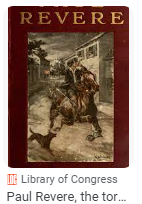 REVERE
Library of Congress
Paul Revere, the tor...